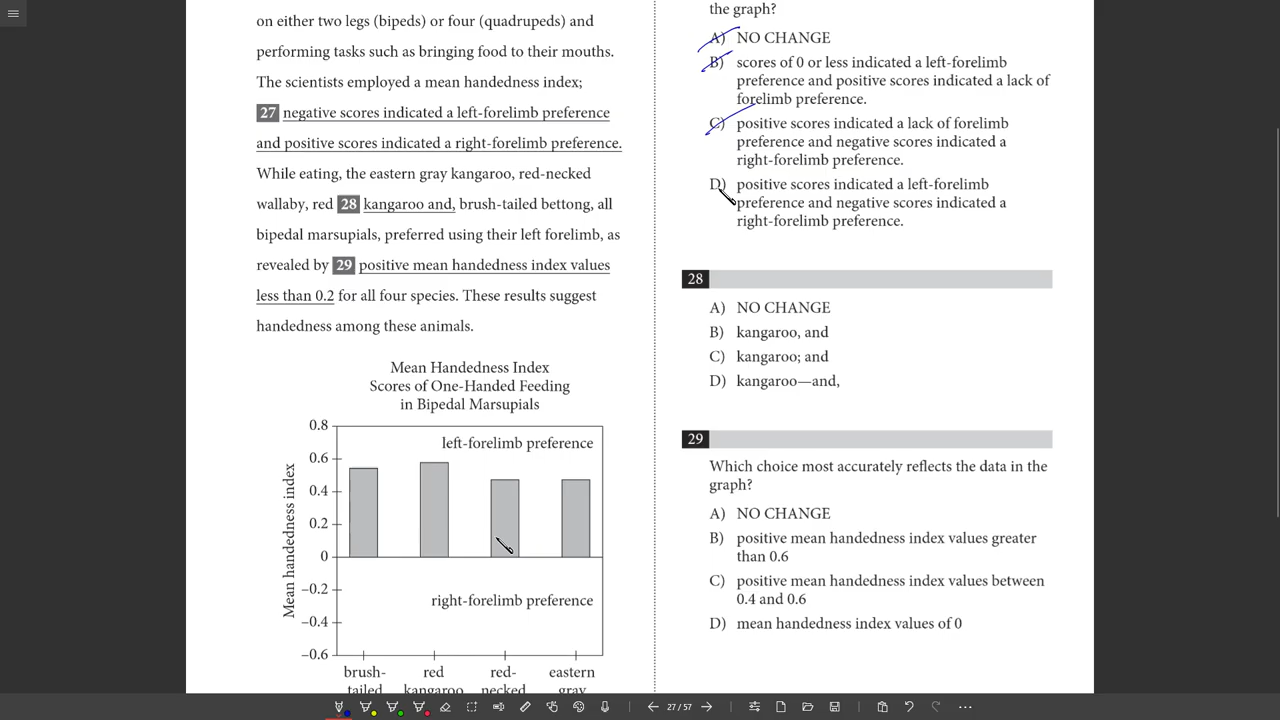 on either two legs (bipeds) or four (quadrupeds) and
performing tasks such as bringing food to their mouths.
The scientists employed a mean handedness index;
27 negative scores indicated a left-forelimb preference
and positive scores indicated a right-forelimb preference.
While eating, the eastern gray kangaroo, red-necked
wallaby, red 28 kangaroo and, brush-tailed bettong, all
bipedal marsupials, preferred using their left forelimb, as
revealed by 29 positive mean handedness index values
less than 0.2 for all four species. These results suggest
handedness among these animals.
Mean Handedness Index
Scores of One-Handed Feeding
in Bipedal Marsupials
Mean handedness index
0.8
0.6
0.4
0.2
0
–0.2
–0.4
–0.6
left-forelimb preference
right-forelimb preference
brush-
tailed
red
kangaroo
red-
necked
eastern
gray
the graph?
A) NO CHANGE
B) scores of 0 or less indicated a left-forelimb
preference and positive scores indicated a lack of
forelimb preference.
C) positive scores indicated a lack of forelimb
preference and negative scores indicated a
right-forelimb preference.
D) positive scores indicated a left-forelimb
preference and negative scores indicated a
right-forelimb preference.
28
A) NO CHANGE
B) kangaroo, and
C) kangaroo; and
D) kangaroo—and,
29
Which choice most accurately reflects the data in the
graph?
A) NO CHANGE
B) positive mean handedness index values greater
than 0.6
C) positive mean handedness index values between
0.4 and 0.6
D) mean handedness index values of 0
27 / 57